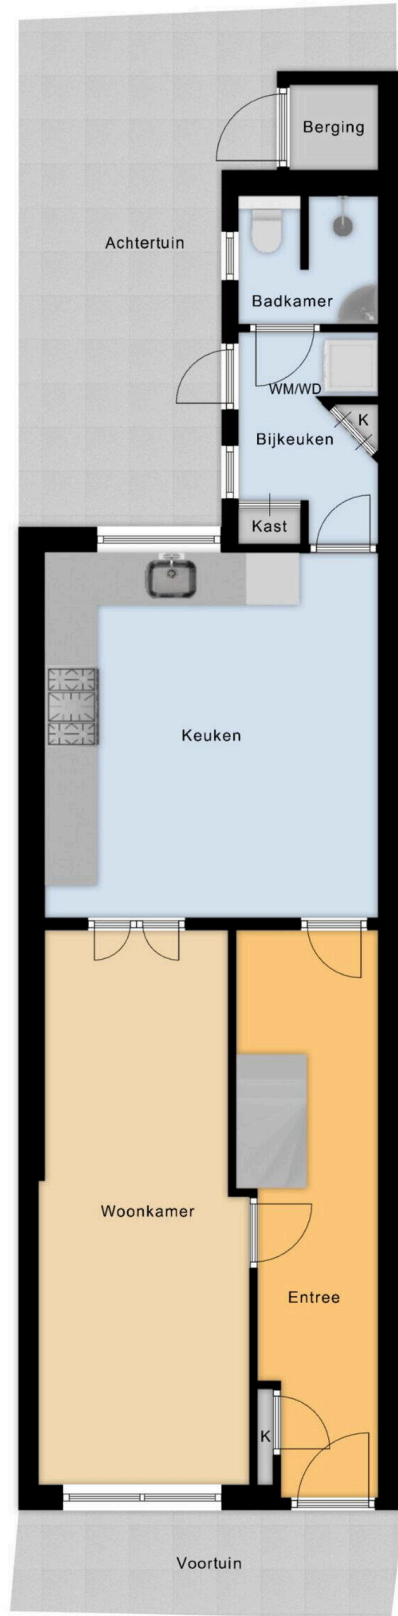 Berging
Achtertuin
Badkamer
WM/WD
K
Bijkeuken
Kast
Keuken
Woonkamer
Entree
K
Voortuin